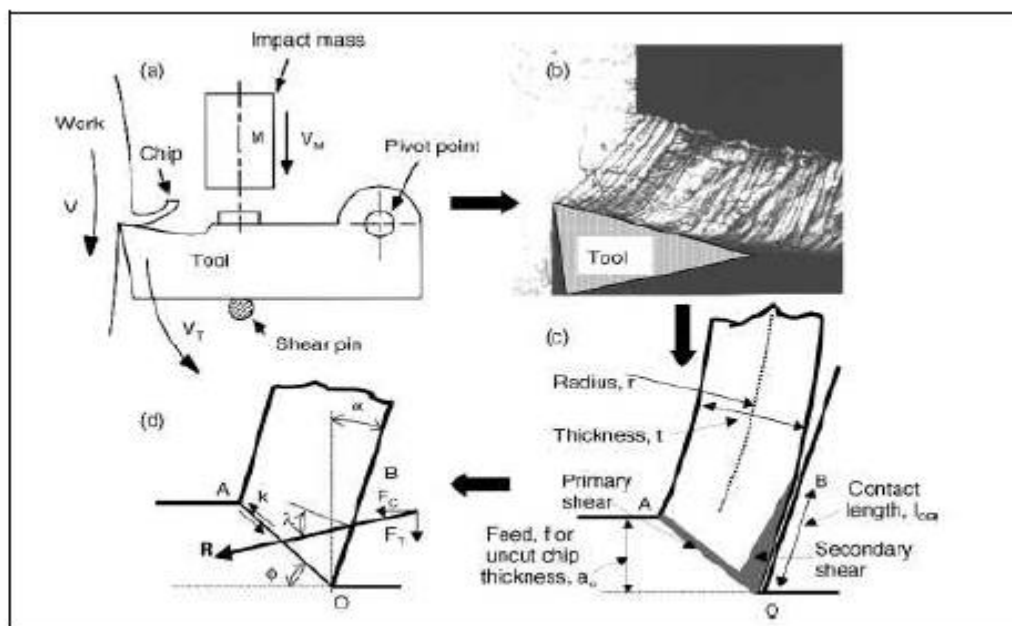 (a)
Impact mass
Work
Chip
M
V_M
Pivot point
V
Tool
V_T
Shear pin
(b)
Tool
(c)
Radius, r
Thickness, t
Primary
shear
A
B
Contact
length, l_con
Feed, f or
uncut chip
thickness, a_o
Secondary
shear
O
(d)
α
A
B
k
F_C
λ
F_T
R
Φ
O